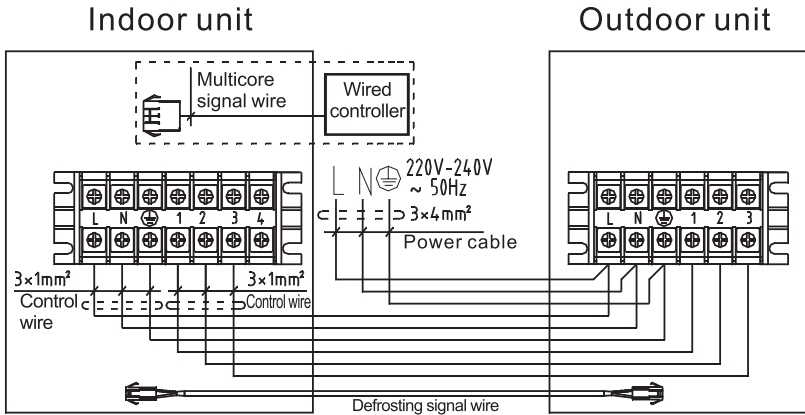 Indoor unit
Outdoor unit
Multicore
signal wire
Wired
controller
L N 220V-240V
~ 50Hz
3×4mm²
Power cable
L N 1 2 3 4
L N 1 2 3
3×1mm²
Control
wire
3×1mm²
Control wire
Defrosting signal wire